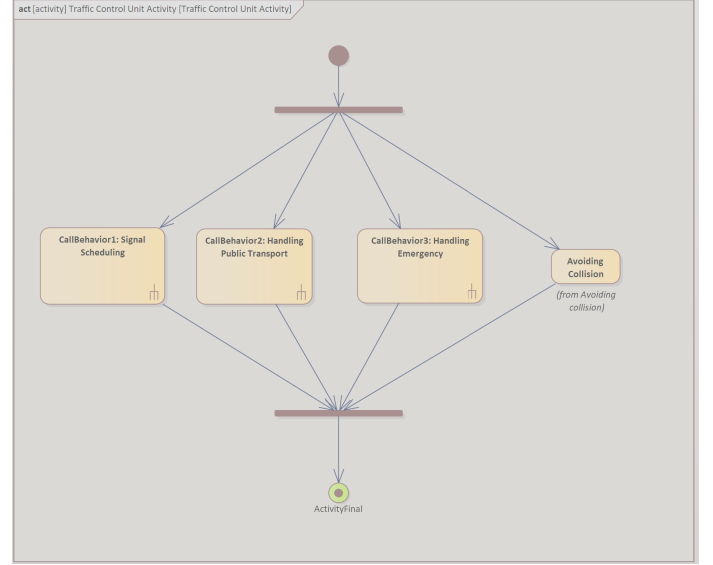 act [activity] Traffic Control Unit Activity [Traffic Control Unit Activity]
CallBehavior1: Signal
Scheduling
CallBehavior2: Handling
Public Transport
CallBehavior3: Handling
Emergency
Avoiding
Collision
(from Avoiding
collision)
ActivityFinal